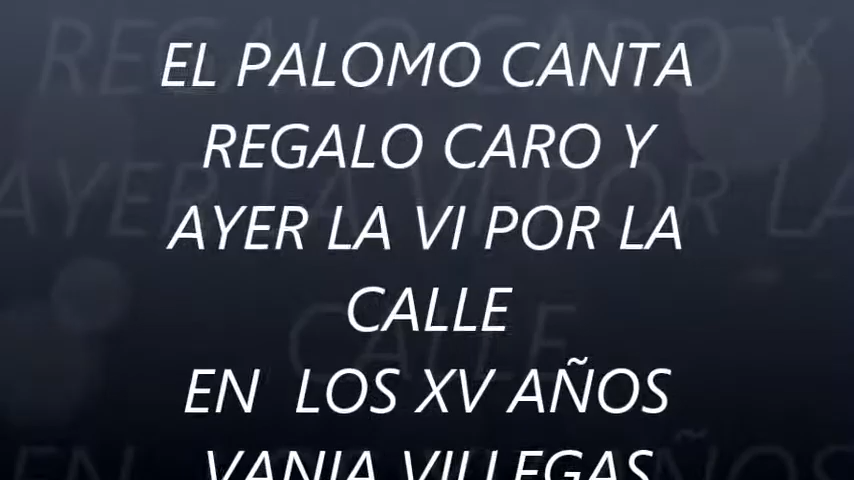 EL PALOMO CANTA
REGALO CARO Y
AYER LA VI POR LA
CALLE
EN LOS XV AÑOS
VANIA VILLEGAS